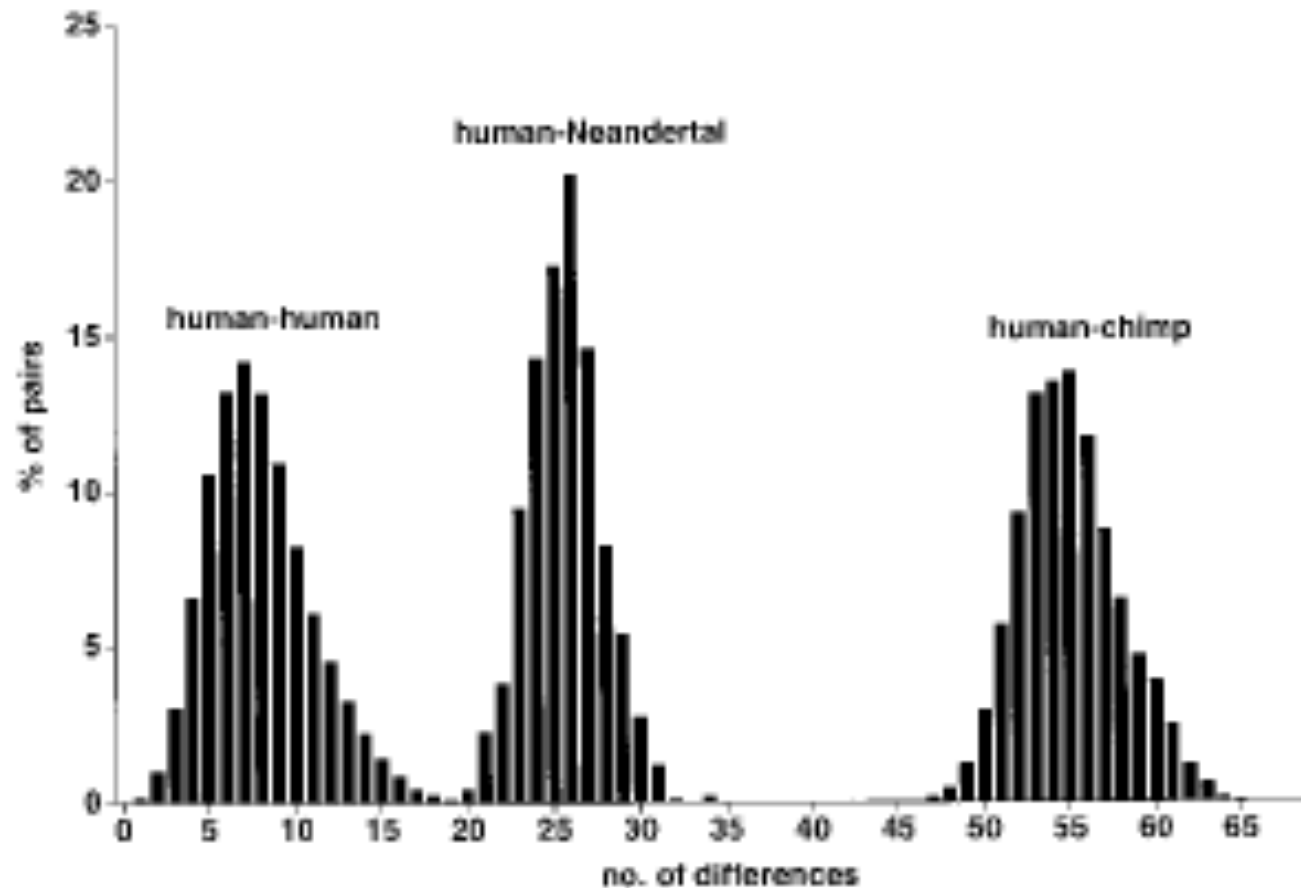 25
human-Neandertal
20
human-human
human-chimp
15
% of pairs
10
5
0
0 5 10 15 20 25 30 35 40 45 50 55 60 65
no. of differences